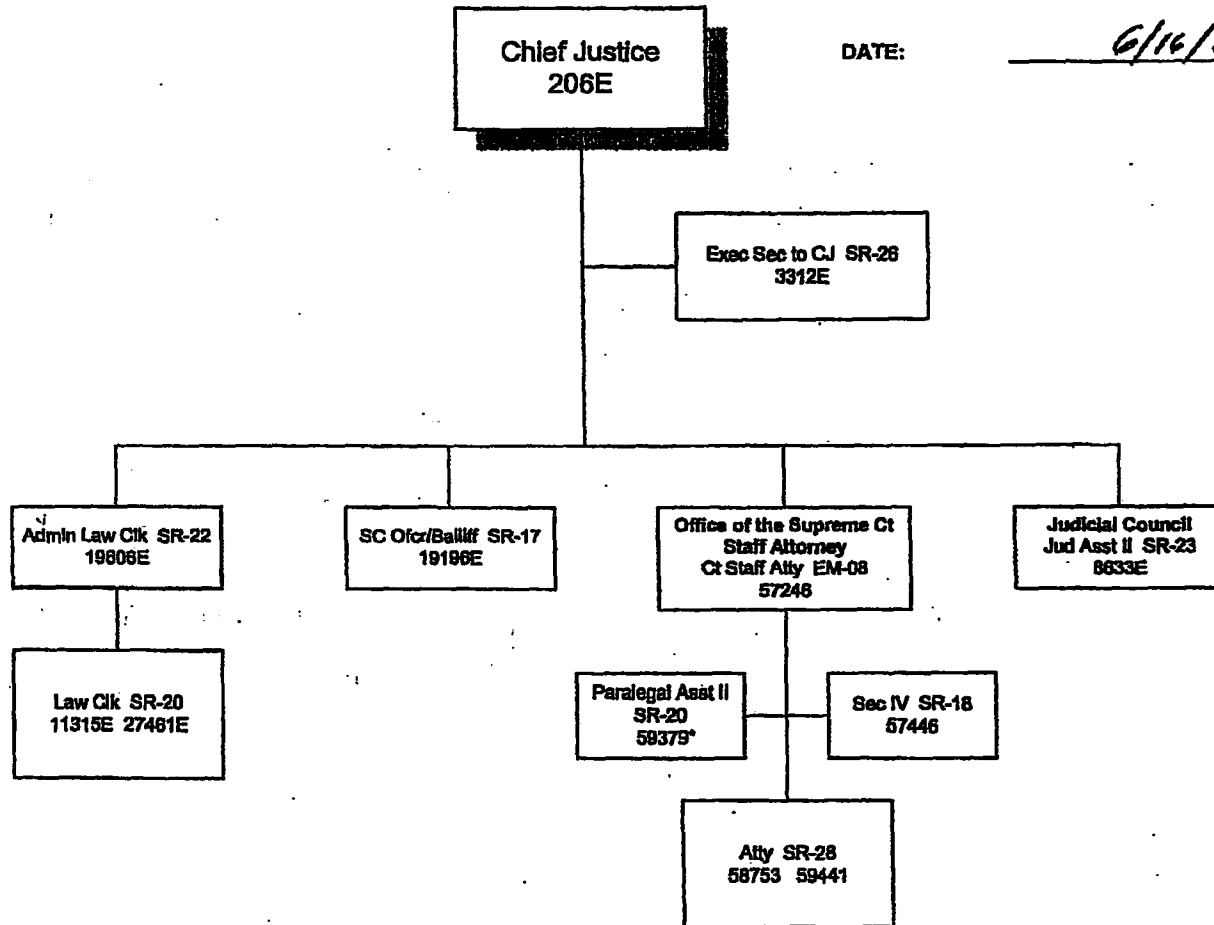 Chief Justice
206E
DATE:
6/16/
Exec Sec to CJ SR-26
3312E
Admin Law Clk SR-22
19806E
SC Ofcr/Bailiff SR-17
19196E
Office of the Supreme Ct
Staff Attorney
Ct Staff Atty EM-08
57248
Judicial Council
Jud Asst II SR-23
8633E
Law Clk SR-20
11315E 27461E
Paralegal Asst II
SR-20
59379*
Sec IV SR-18
57446
Atty SR-28
58753 59441